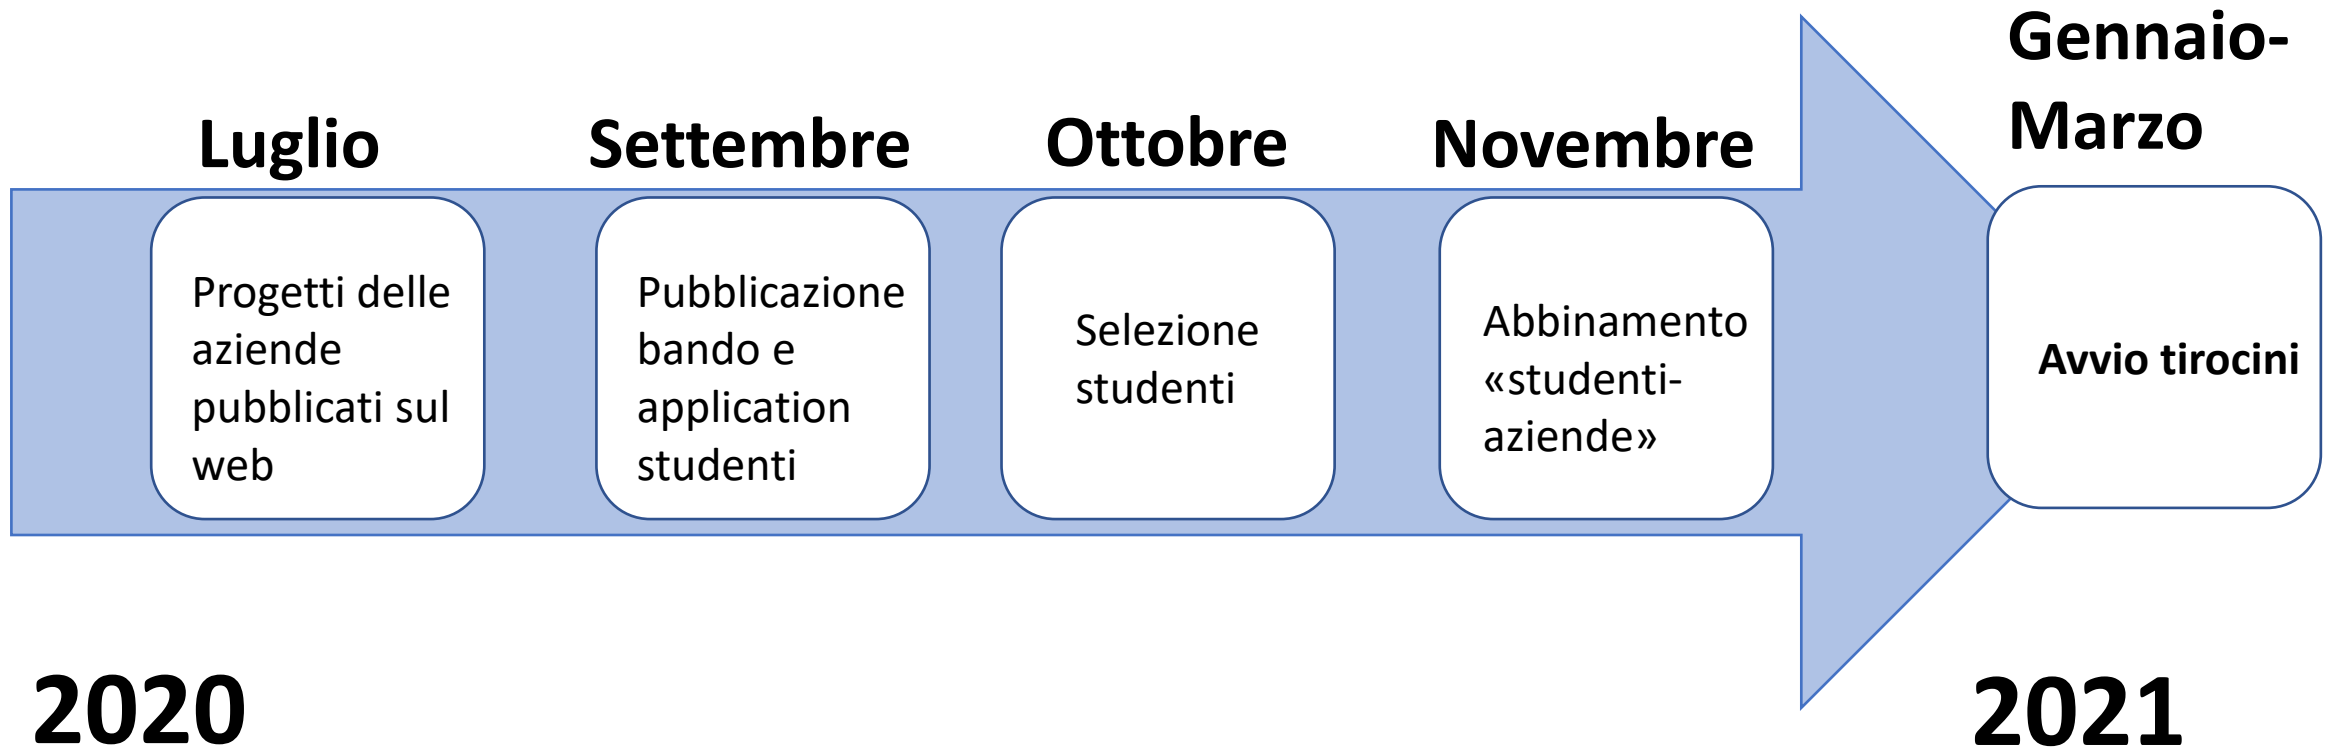 Luglio
Progetti delle
aziende
pubblicati sul
web
Settembre
Pubblicazione
bando e
application
studenti
Ottobre
Selezione
studenti
Novembre
Abbinamento
«studenti-
aziende»
Gennaio-
Marzo
Avvio tirocini
2020
2021